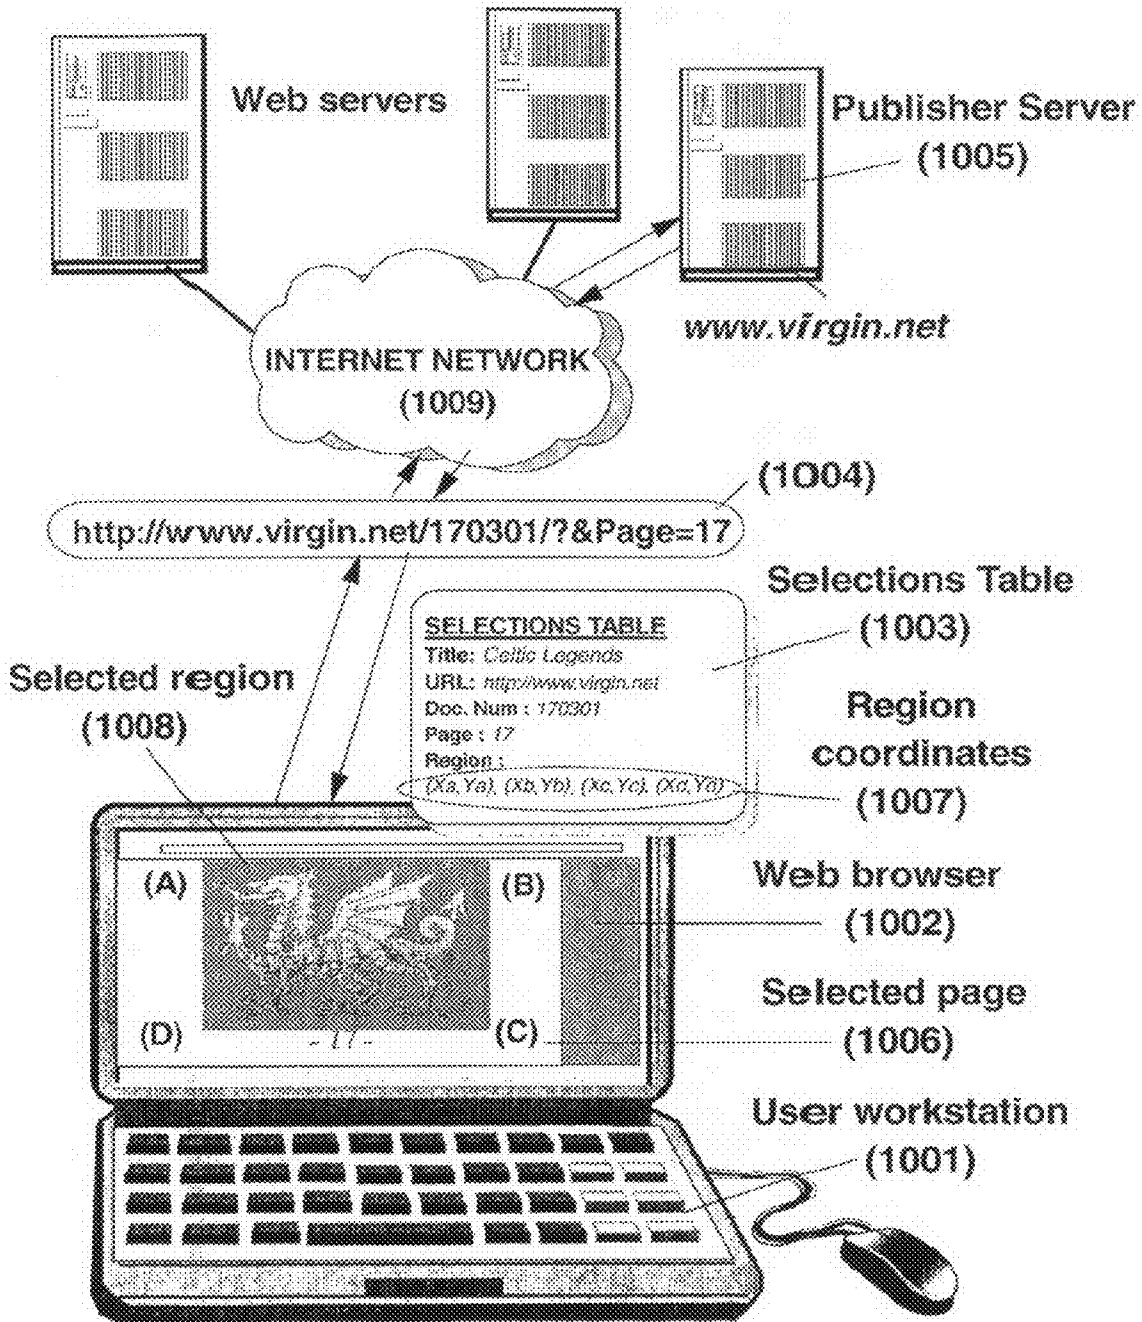 Web servers
Publisher Server
(1005)
www.virgin.net
INTERNET NETWORK
(1009)
(1004)
http://www.virgin.net/170301/?&Page=17
Selections Table
(1003)
SELECTIONS TABLE
Title: Celtic Legends
URL: http://www.virgin.net
Doc. Num : 170301
Page : 17
Region :
(Xa,Ya), (Xb,Yb), (Xc,Yc), (Xd,Yd)
Selected region
(1008)
Region
coordinates
(1007)
(A)
(B)
Web browser
(1002)
(D)
- 17 -
(C)
Selected page
(1006)
User workstation
(1001)